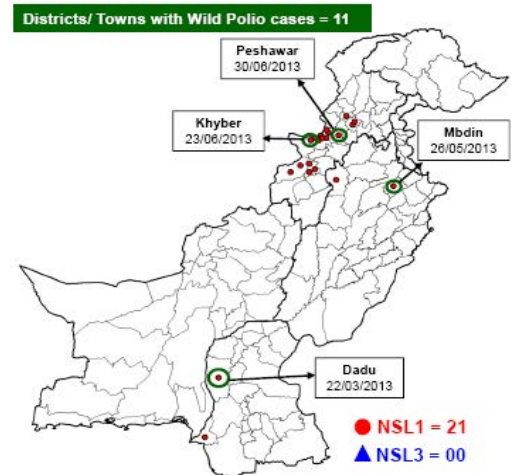 Districts/ Towns with Wild Polio cases = 11
Peshawar
30/06/2013
Khyber
23/06/2013
Mbdin
26/05/2013
Dadu
22/03/2013
NSL1 = 21
NSL3 = 00